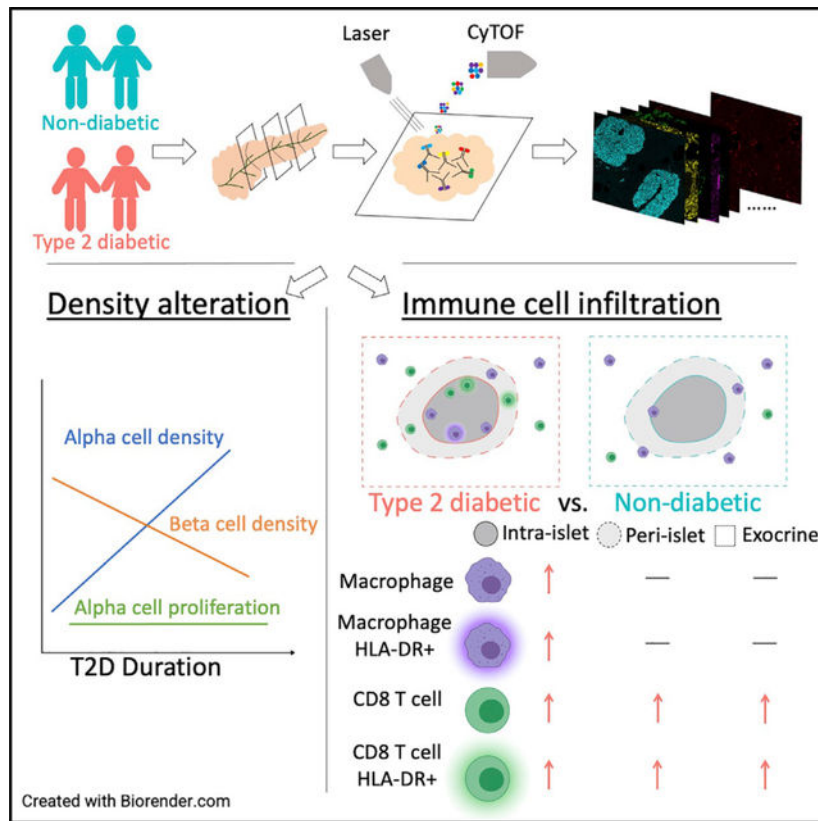 Non-diabetic
Type 2 diabetic
Laser
CyTOF
......
Density alteration
Alpha cell density
Beta cell density
Alpha cell proliferation
T2D Duration
Immune cell infiltration
Type 2 diabetic vs. Non-diabetic
Intra-islet Peri-islet Exocrine
Macrophage
Macrophage
HLA-DR+
CD8 T cell
CD8 T cell
HLA-DR+
Created with Biorender.com